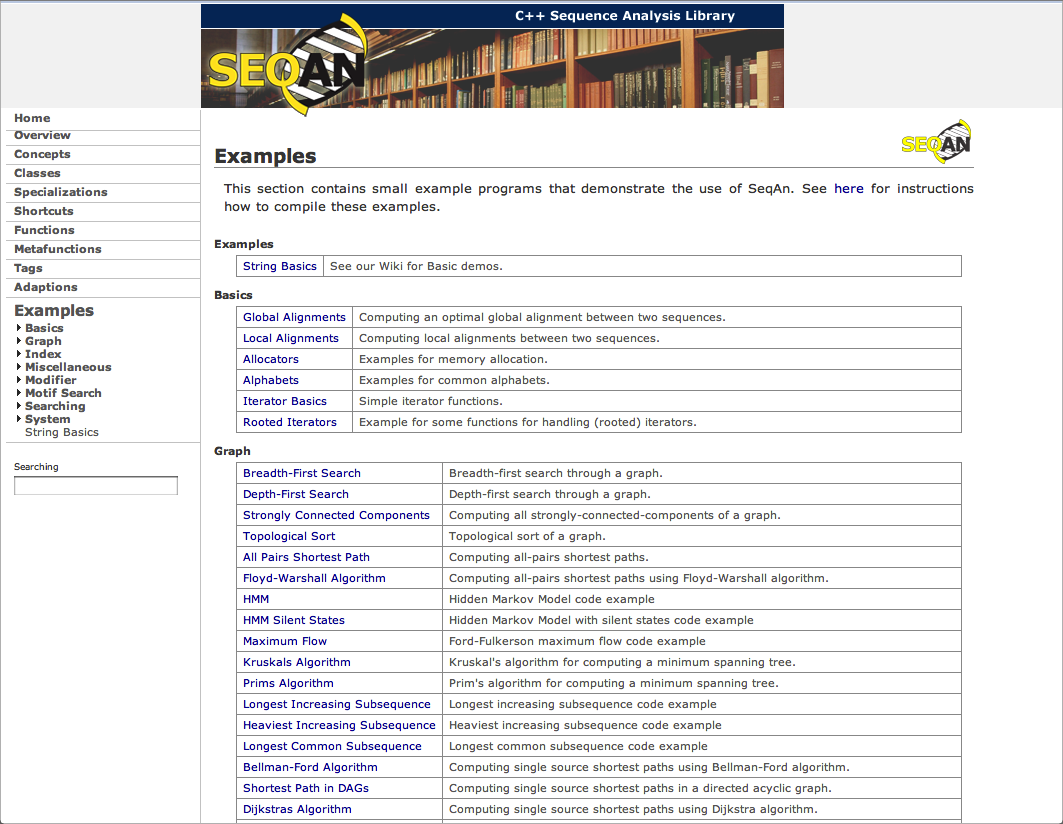 C++ Sequence Analysis Library
SEQAN
Home
Overview
Concepts
Classes
Specializations
Shortcuts
Functions
Metafunctions
Tags
Adaptions
Examples
Basics
Graph
Index
Miscellaneous
Modifier
Motif Search
Searching
System
String Basics
Searching
SEQAN
Examples
This section contains small example programs that demonstrate the use of SeqAn. See here for instructions
how to compile these examples.
Examples
String Basics See our Wiki for Basic demos.
Basics
Global Alignments Computing an optimal global alignment between two sequences.
Local Alignments Computing local alignments between two sequences.
Allocators Examples for memory allocation.
Alphabets Examples for common alphabets.
Iterator Basics Simple iterator functions.
Rooted Iterators Example for some functions for handling (rooted) iterators.
Graph
Breadth-First Search Breadth-first search through a graph.
Depth-First Search Depth-first search through a graph.
Strongly Connected Components Computing all strongly-connected-components of a graph.
Topological Sort Topological sort of a graph.
All Pairs Shortest Path Computing all-pairs shortest paths.
Floyd-Warshall Algorithm Computing all-pairs shortest paths using Floyd-Warshall algorithm.
HMM Hidden Markov Model code example
HMM Silent States Hidden Markov Model with silent states code example
Maximum Flow Ford-Fulkerson maximum flow code example
Kruskals Algorithm Kruskal's algorithm for computing a minimum spanning tree.
Prims Algorithm Prim's algorithm for computing a minimum spanning tree.
Longest Increasing Subsequence Longest increasing subsequence code example
Heaviest Increasing Subsequence Heaviest increasing subsequence code example
Longest Common Subsequence Longest common subsequence code example
Bellman-Ford Algorithm Computing single source shortest paths using Bellman-Ford algorithm.
Shortest Path in DAGs Computing single source shortest paths in a directed acyclic graph.
Dijkstras Algorithm Computing single source shortest paths using Dijkstra algorithm.